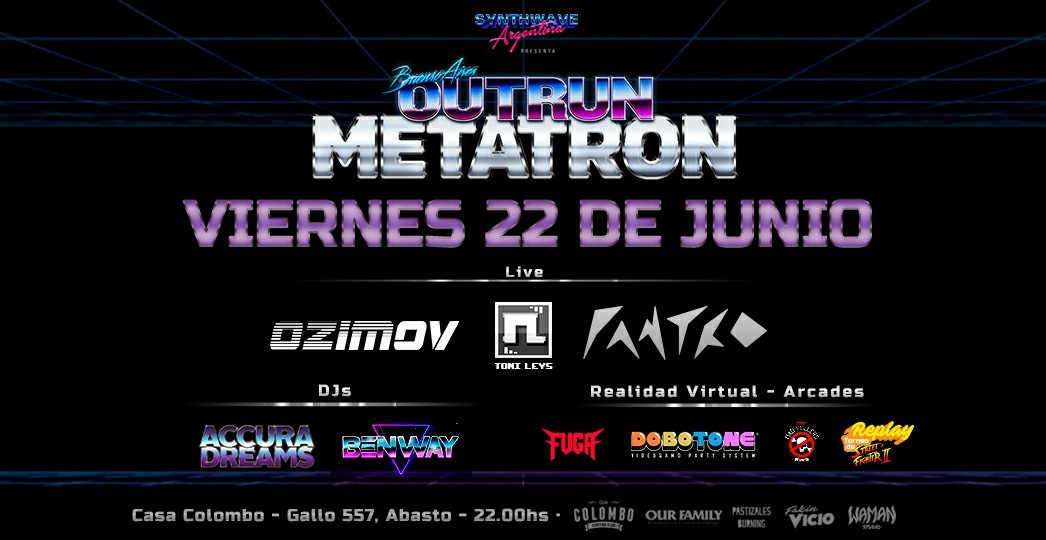 SYNTHWAVE
Argentina
PRESENTA
Buenos Aires
OUTRUN
METATRON
VIERNES 22 DE JUNIO
Live
OZIMOV
TONI LEYS
PANTRO
DJs
Realidad Virtual - Arcades
ACCURA
DREAMS
BENWAY
FUGA
DOBOTONE
VIDEOGAMO PARTY SYSTEM
Replay
Torneo
de STREET
FIGHTER II
Casa Colombo - Gallo 557, Abasto - 22.00hs -
COLOMBO
OUR FAMILY
PASTIZALES
BURNING
Fakin
VICIO
WAMAN
STUDIO